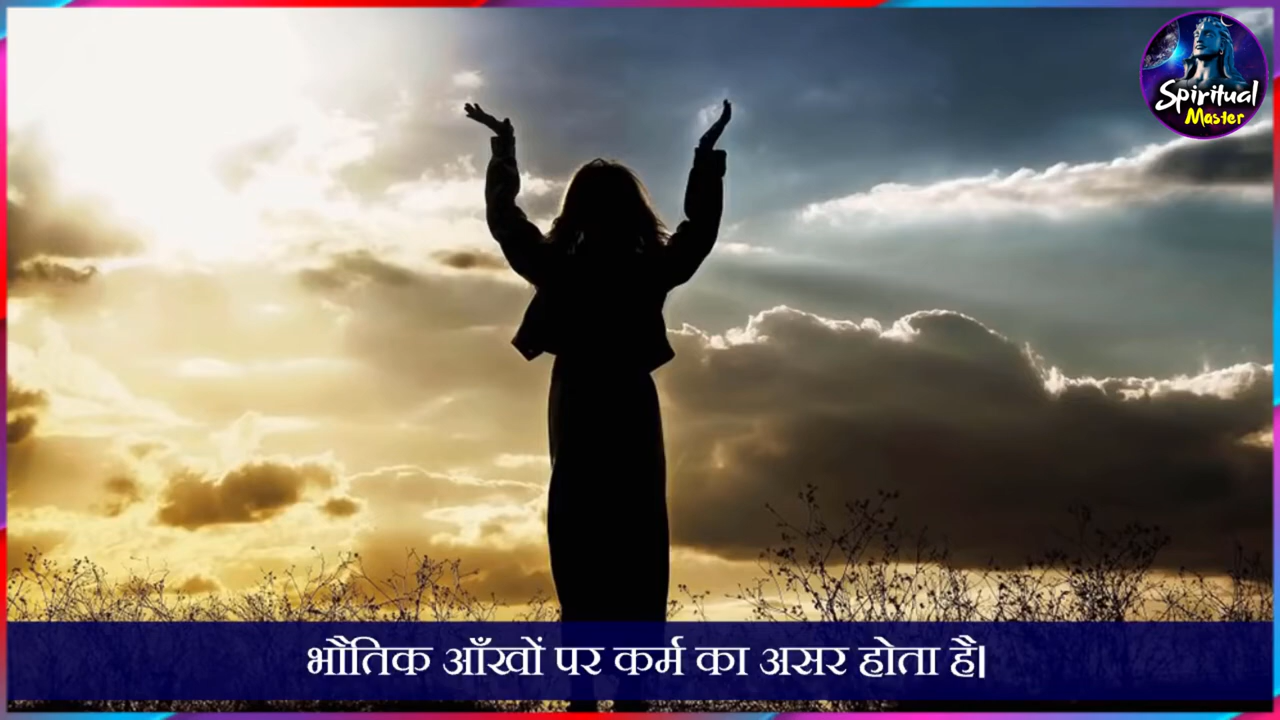 Spiritual
Master
भौतिक आँखों पर कर्म का असर होता है।